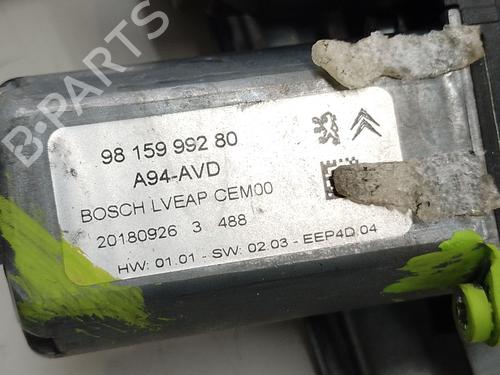 B-PARTS
98 159 992 80
A94-AVD
BOSCH LVEAP CEM00
20180926 3 488
HW: 01.01 - SW: 02.03 - EEP4D 04